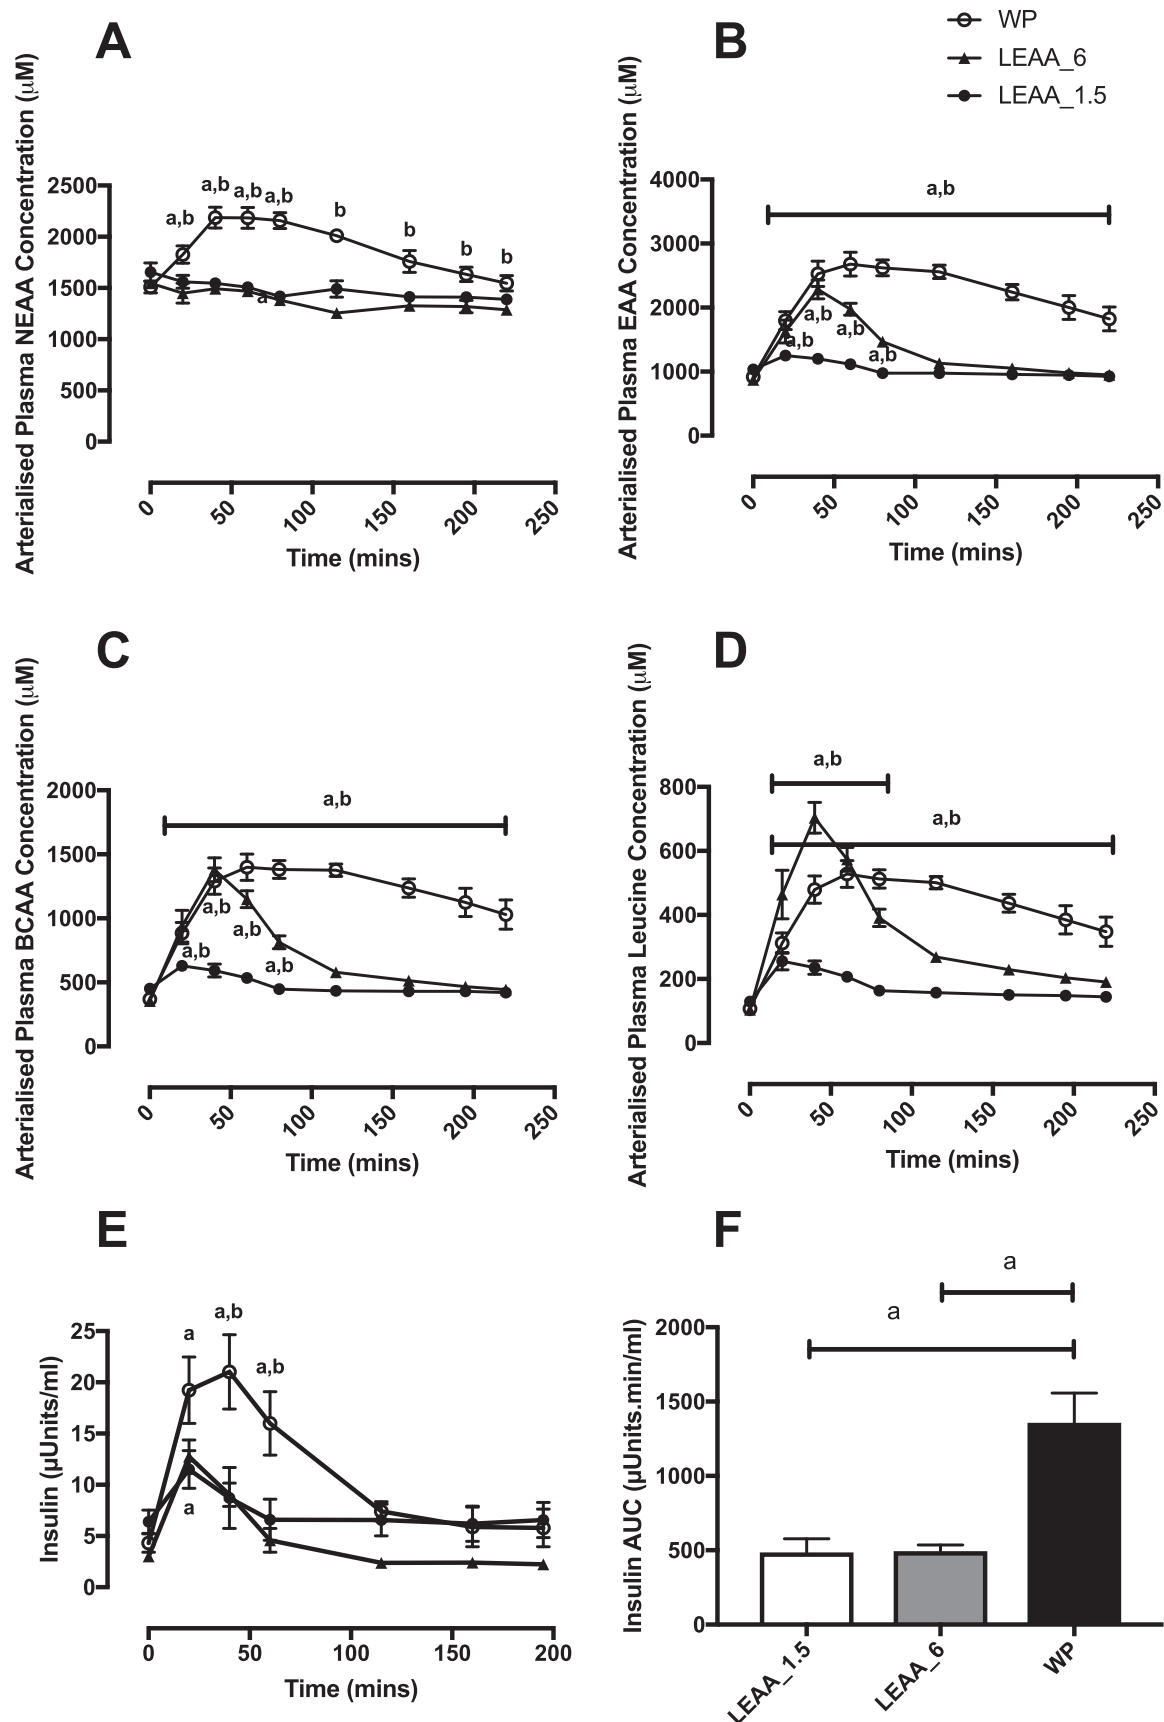 A
B
WP
LEAA_6
LEAA_1.5
Arterialised Plasma NEAA Concentration (µM)
2500
2000
1500
1000
500
0
a,b
a,b
a,b
a,b
b
b
b
b
a
0
50
100
150
200
250
Time (mins)
Arterialised Plasma EAA Concentration (µM)
4000
3000
2000
1000
0
a,b
a,b
a,b
a,b
a,b
0
50
100
150
200
250
Time (mins)
C
D
Arterialised Plasma BCAA Concentration (µM)
2000
1500
1000
500
0
a,b
a,b
a,b
a,b
a,b
0
50
100
150
200
250
Time (mins)
Arterialised Plasma Leucine Concentration (µM)
800
600
400
200
0
a,b
a,b
0
50
100
150
200
250
Time (mins)
E
F
Insulin (µUnits/ml)
25
20
15
10
5
0
a
a,b
a,b
a
0
50
100
150
200
Time (mins)
Insulin AUC (µUnits.min/ml)
2000
1500
1000
500
0
a
a
LEAA_1.5
LEAA_6
WP